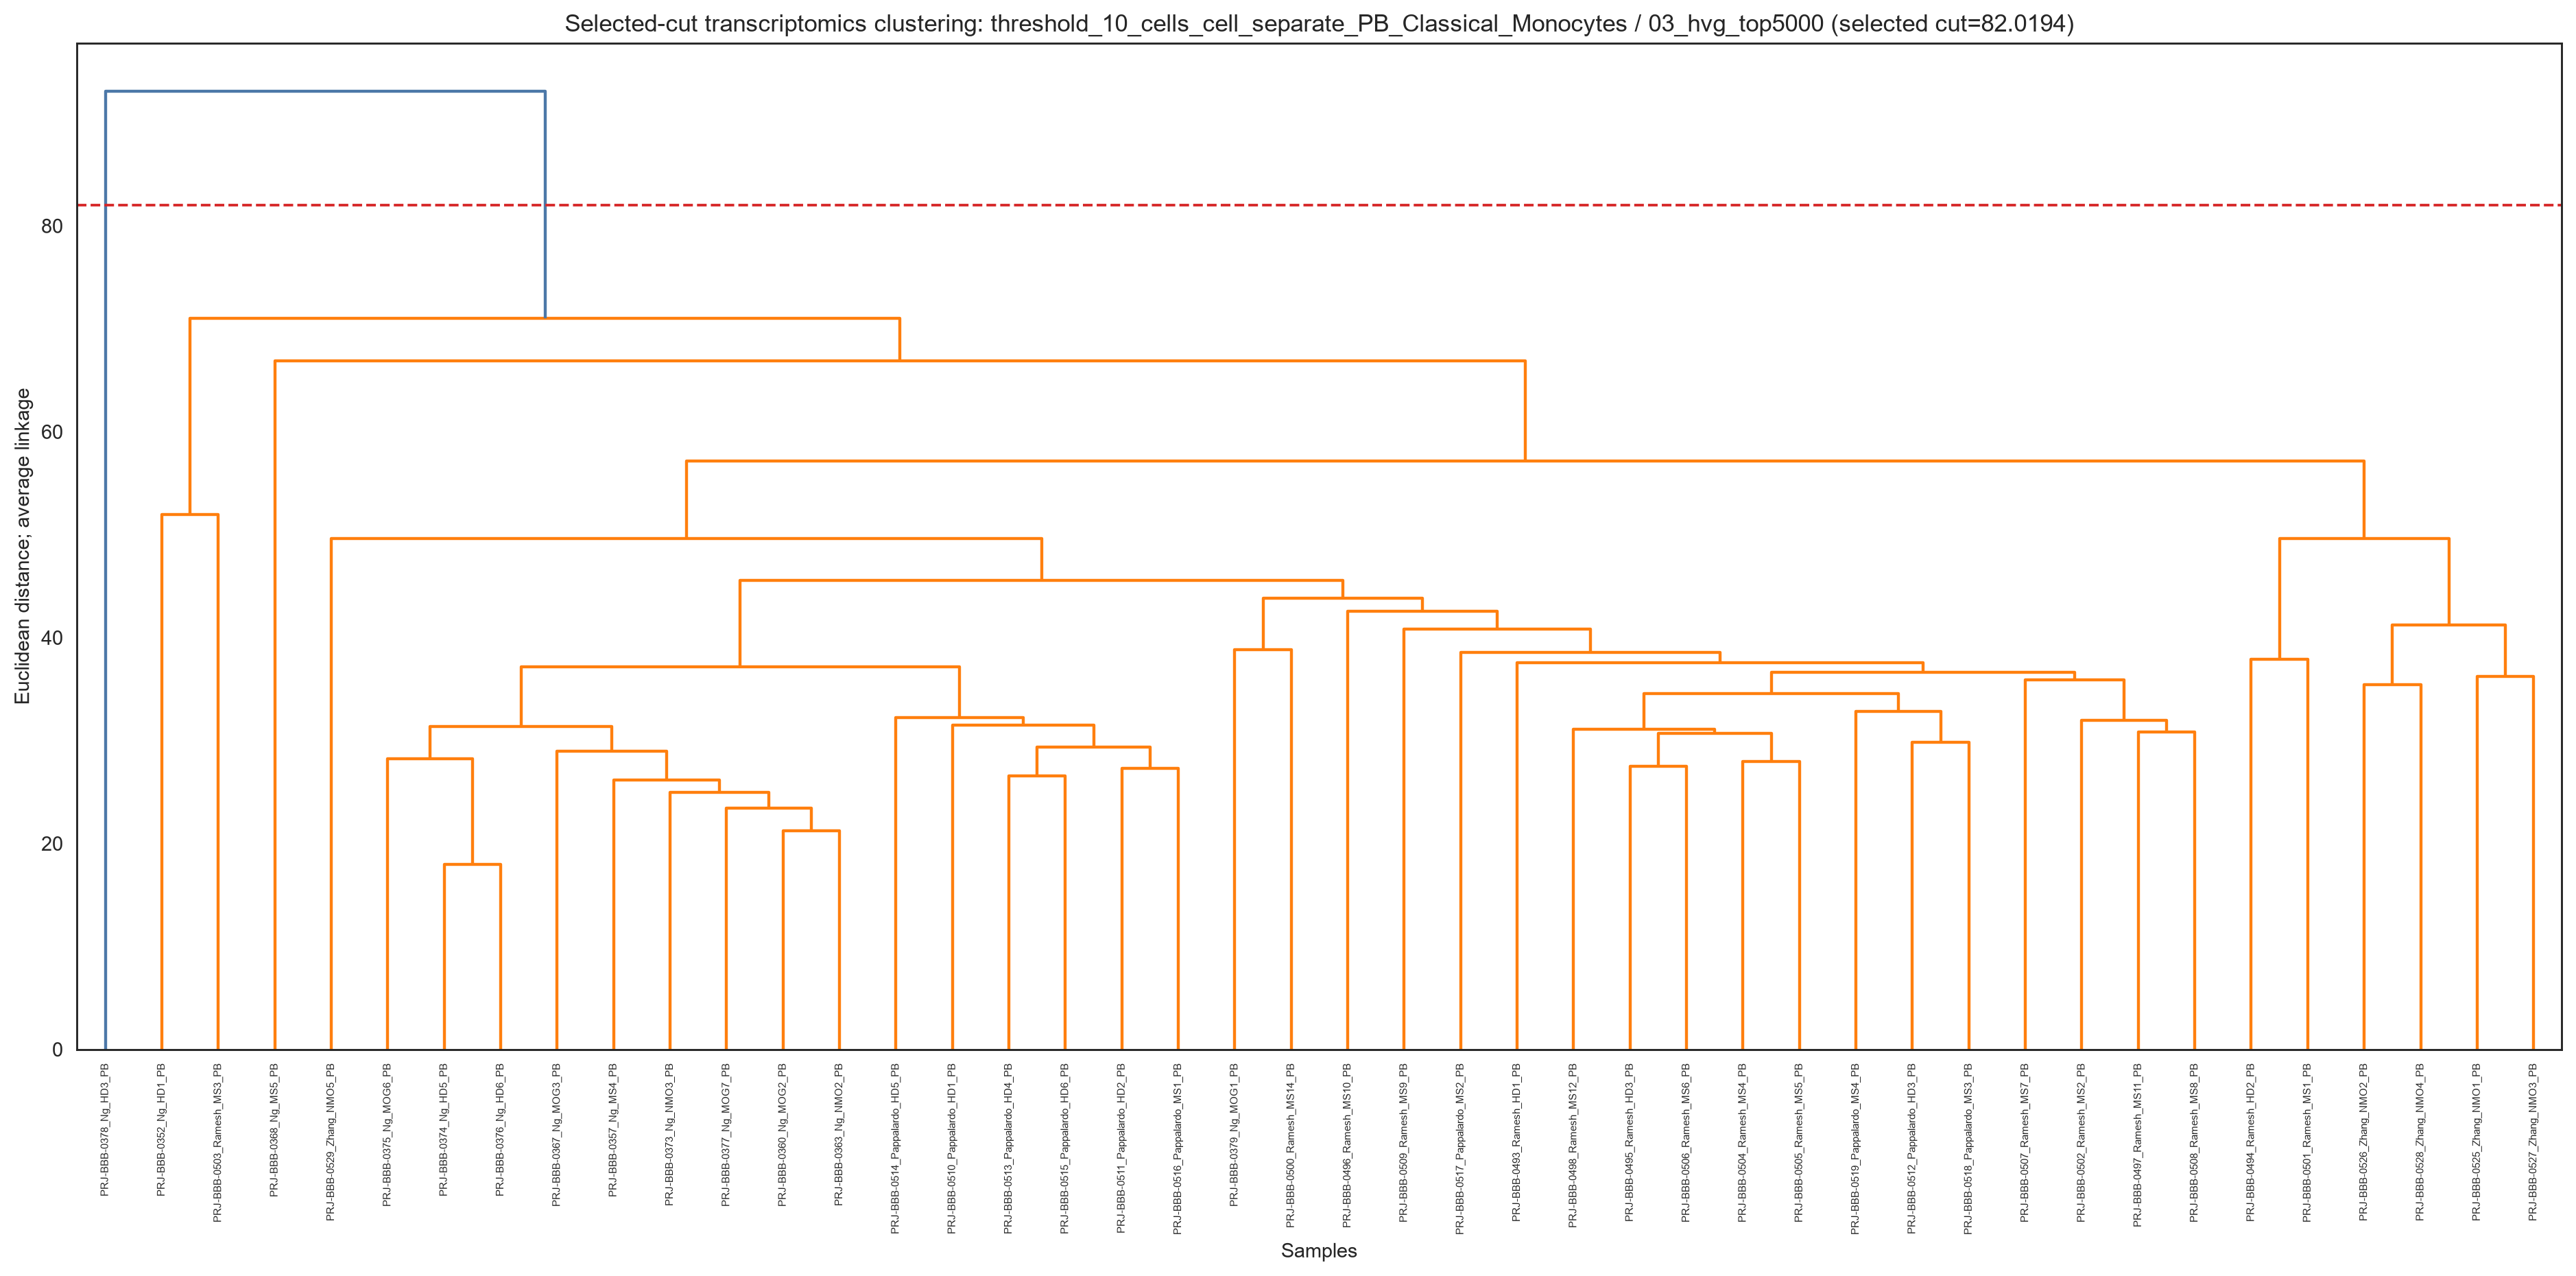 Selected-cut transcriptomics clustering: threshold_10_cells_cell_separate_PB_Classical_Monocytes / 03_hvg_top5000 (selected cut=82.0194)
Euclidean distance; average linkage
80
60
40
20
0
PRJ-BBB-0378_Ng_HD3_PB
PRJ-BBB-0352_Ng_HD1_PB
PRJ-BBB-0503_Ramesh_MS3_PB
PRJ-BBB-0368_Ng_MS5_PB
PRJ-BBB-0529_Zhang_NMO5_PB
PRJ-BBB-0375_Ng_MOG6_PB
PRJ-BBB-0374_Ng_HD5_PB
PRJ-BBB-0376_Ng_HD6_PB
PRJ-BBB-0367_Ng_MOG3_PB
PRJ-BBB-0357_Ng_MS4_PB
PRJ-BBB-0373_Ng_NMO3_PB
PRJ-BBB-0377_Ng_MOG7_PB
PRJ-BBB-0360_Ng_MOG2_PB
PRJ-BBB-0363_Ng_NMO2_PB
PRJ-BBB-0514_Pappalardo_HD5_PB
PRJ-BBB-0510_Pappalardo_HD1_PB
PRJ-BBB-0513_Pappalardo_HD4_PB
PRJ-BBB-0515_Pappalardo_HD6_PB
PRJ-BBB-0511_Pappalardo_HD2_PB
PRJ-BBB-0516_Pappalardo_MS1_PB
PRJ-BBB-0379_Ng_MOG1_PB
PRJ-BBB-0500_Ramesh_MS14_PB
PRJ-BBB-0496_Ramesh_MS10_PB
PRJ-BBB-0509_Ramesh_MS9_PB
PRJ-BBB-0517_Pappalardo_MS2_PB
PRJ-BBB-0493_Ramesh_HD1_PB
PRJ-BBB-0498_Ramesh_MS12_PB
PRJ-BBB-0495_Ramesh_HD3_PB
PRJ-BBB-0506_Ramesh_MS6_PB
PRJ-BBB-0504_Ramesh_MS4_PB
PRJ-BBB-0505_Ramesh_MS5_PB
PRJ-BBB-0519_Pappalardo_MS4_PB
PRJ-BBB-0512_Pappalardo_HD3_PB
PRJ-BBB-0518_Pappalardo_MS3_PB
PRJ-BBB-0507_Ramesh_MS7_PB
PRJ-BBB-0502_Ramesh_MS2_PB
PRJ-BBB-0497_Ramesh_MS11_PB
PRJ-BBB-0508_Ramesh_MS8_PB
PRJ-BBB-0494_Ramesh_HD2_PB
PRJ-BBB-0501_Ramesh_MS1_PB
PRJ-BBB-0526_Zhang_NMO2_PB
PRJ-BBB-0528_Zhang_NMO4_PB
PRJ-BBB-0525_Zhang_NMO1_PB
PRJ-BBB-0527_Zhang_NMO3_PB
Samples